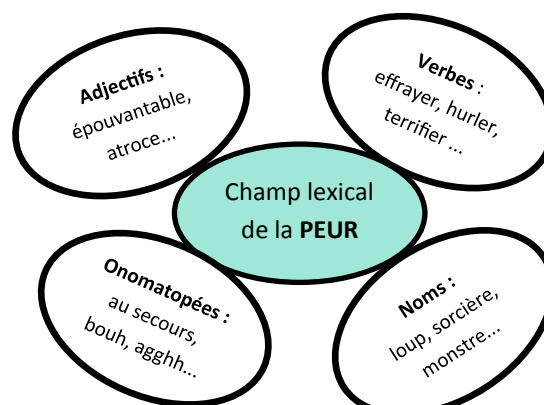 Adjectifs :
épouvantable,
atroce...
Verbes :
effrayer, hurler,
terrifier ...
Champ lexical
de la PEUR
Onomatopées :
au secours,
bouh, agghh...
Noms :
loup, sorcière,
monstre...